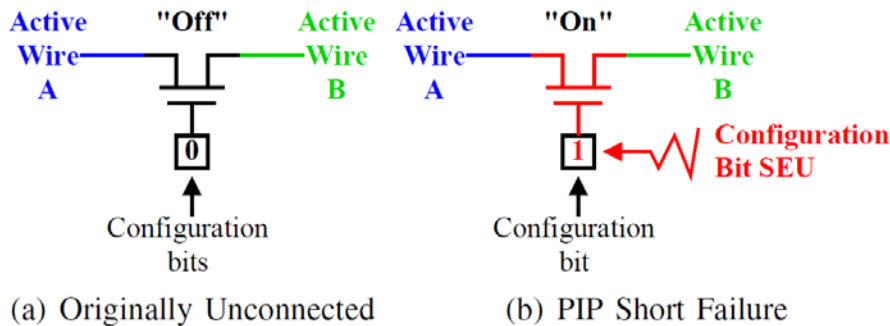 Active
Wire
A
"Off"
Active
Wire
B
0
Configuration
bits
(a) Originally Unconnected
Active
Wire
A
"On"
Active
Wire
B
1
Configuration
Bit SEU
Configuration
bit
(b) PIP Short Failure